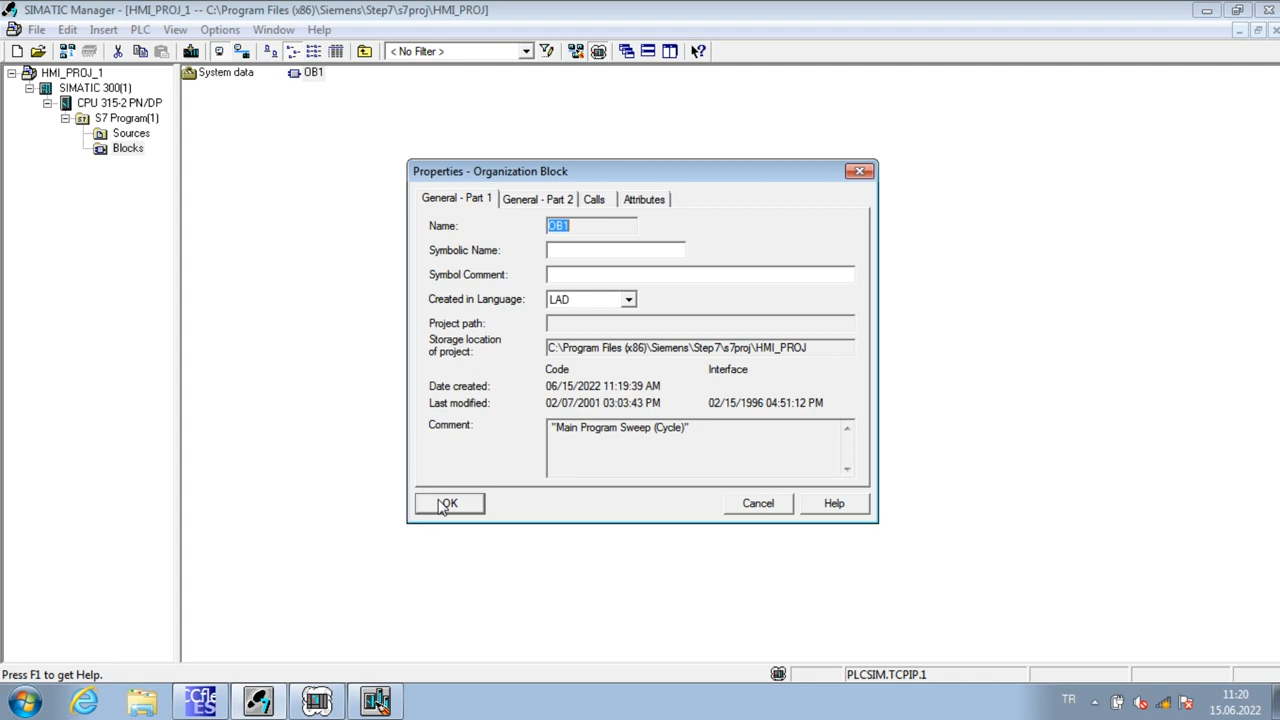 SIMATIC Manager - [HMI_PROJ_1 -- C:\Program Files (x86)\Siemens\Step7\s7proj\HMI_PROJ]
File Edit Insert PLC View Options Window Help
< No Filter >
HMI_PROJ_1
SIMATIC 300(1)
CPU 315-2 PN/DP
S7 Program(1)
Sources
Blocks
System data OB1
Properties - Organization Block
General - Part 1 General - Part 2 Calls Attributes
Name: OB1
Symbolic Name:
Symbol Comment:
Created in Language: LAD
Project path:
Storage location
of project: C:\Program Files (x86)\Siemens\Step7\s7proj\HMI_PROJ
Code Interface
Date created: 06/15/2022 11:19:39 AM
Last modified: 02/07/2001 03:03:43 PM 02/15/1996 04:51:12 PM
Comment: "Main Program Sweep (Cycle)"
OK Cancel Help
Press F1 to get Help. PLCSIM.TCPIP.1
TR 11:20
15.06.2022